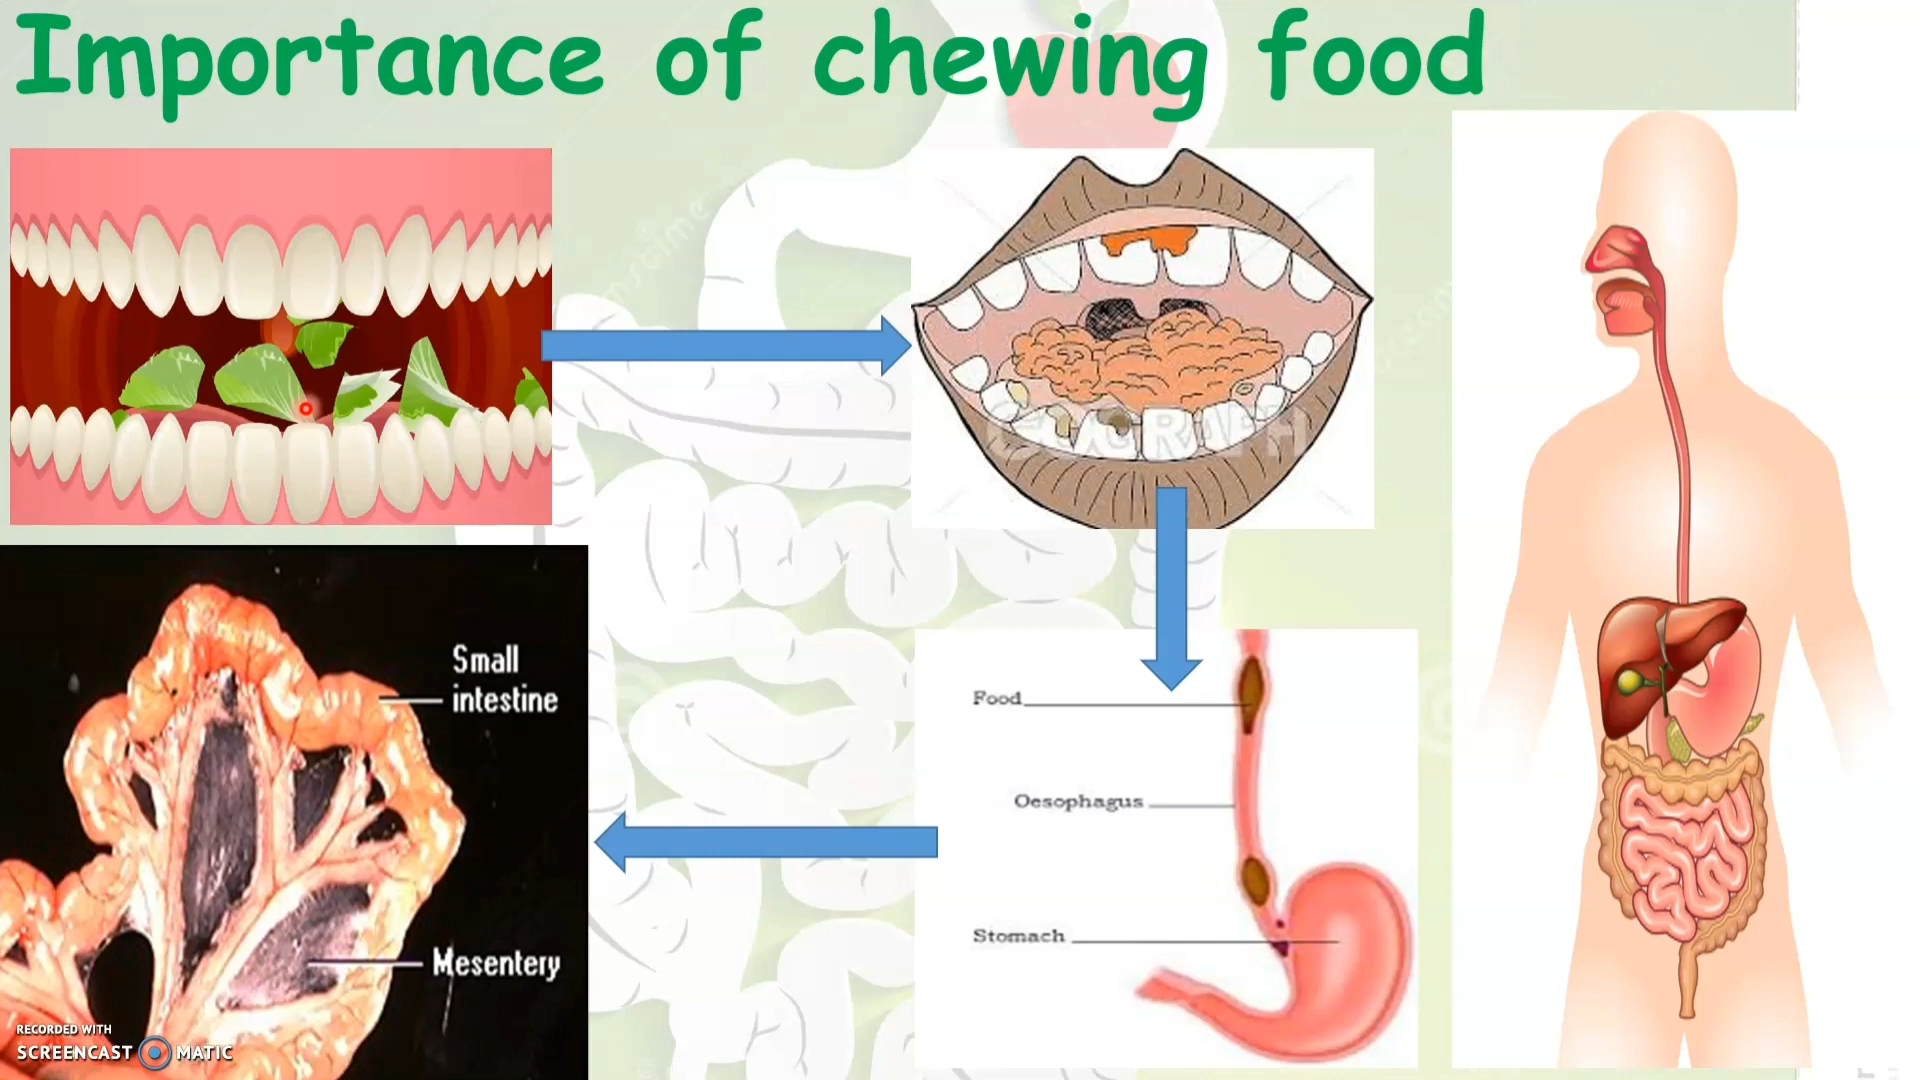 Importance of chewing food
Small
intestine
Mesentery
Food
Oesophagus
Stomach
RECORDED WITH
SCREENCAST MATIC